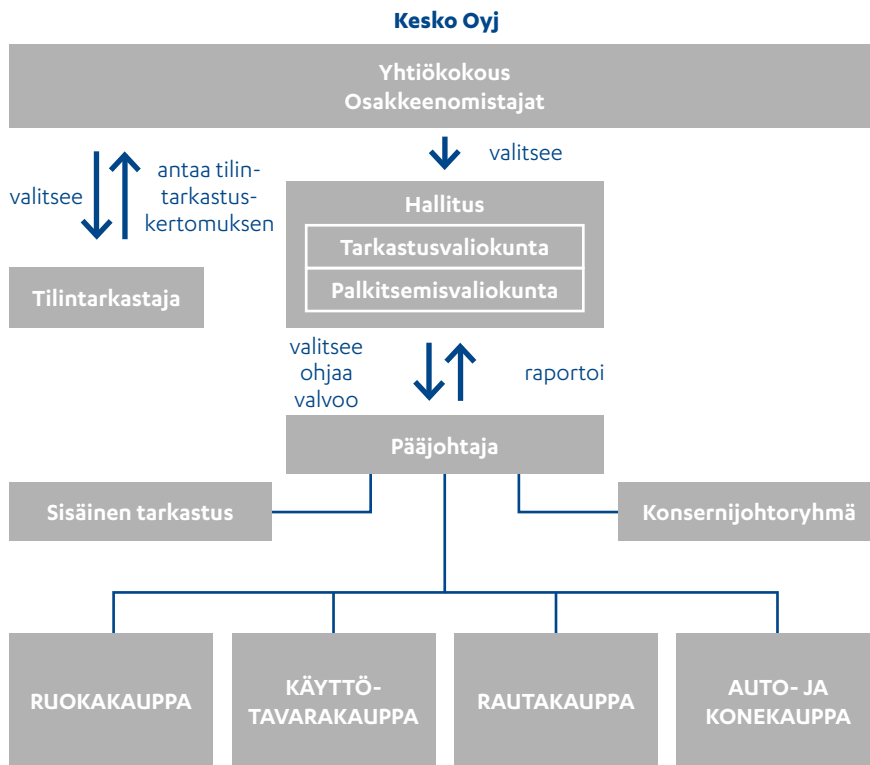 Kesko Oyj
Yhtiökokous
Osakkeenomistajat
valitsee
antaa tilin-
tarkastus-
kertomuksen
valitsee
Hallitus
Tarkastusvaliokunta
Palkitsemisvaliokunta
Tilintarkastaja
valitsee
ohjaa
valvoo
raportoi
Pääjohtaja
Sisäinen tarkastus
Konsernijohtoryhmä
RUOKAKAUPPA
KÄYTTÖ-
TAVARAKAUPPA
RAUTAKAUPPA
AUTO- JA
KONEKAUPPA